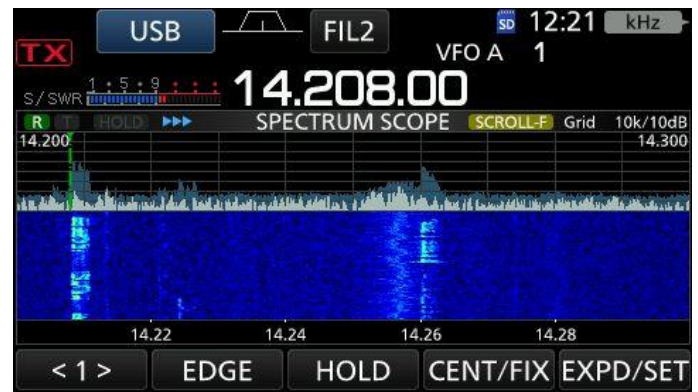 USB FIL2 SD 12:21 kHz
TX VFO A 1
S/SWR 1 : 5 : 9 14.208.00
R T HOLD SPECTRUM SCOPE SCROLL-F Grid 10k/10dB
14.200 14.300
14.22 14.24 14.26 14.28
< 1 > EDGE HOLD CENT/FIX EXPD/SET